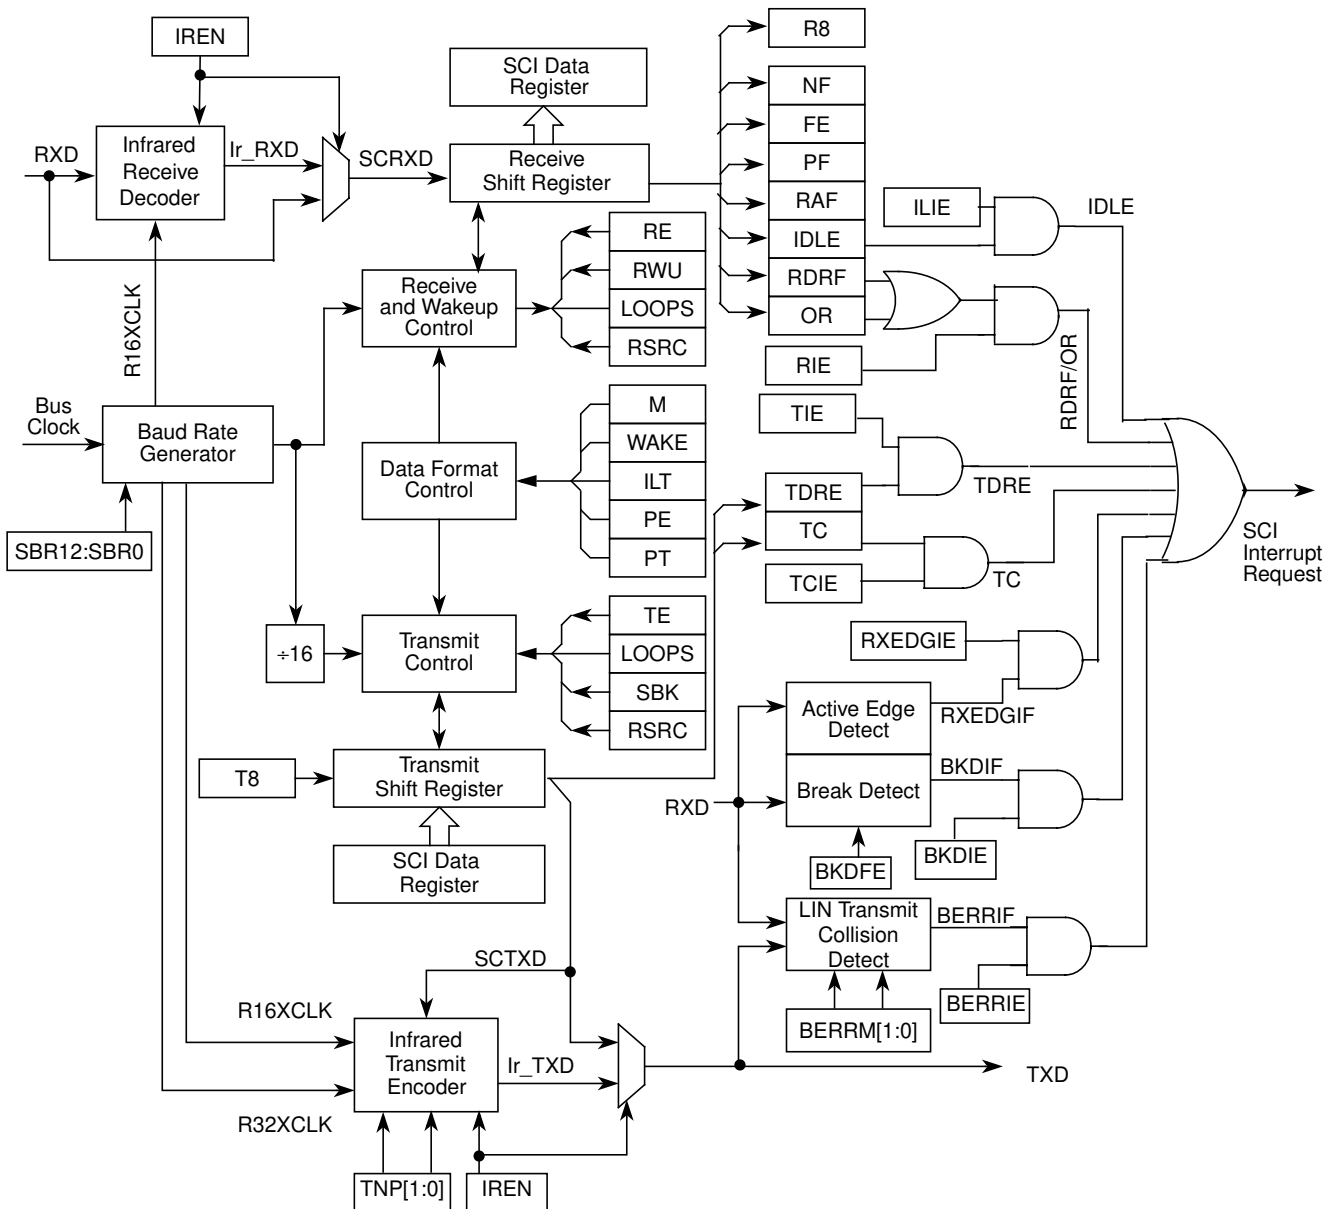 IREN
SCI Data
Register
R8
NF
FE
PF
RAF
IDLE
RDRF
OR
RXD
Infrared
Receive
Decoder
Ir_RXD
SCRXD
Receive
Shift Register
ILIE
IDLE
RE
RWU
LOOPS
RSRC
Receive
and Wakeup
Control
R16XCLK
RIE
RDRF/OR
Bus
Clock
Baud Rate
Generator
M
WAKE
ILT
PE
PT
Data Format
Control
TIE
TDRE
TC
TCIE
TDRE
TC
SCI
Interrupt
Request
SBR12:SBR0
÷16
Transmit
Control
TE
LOOPS
SBK
RSRC
RXEDGIE
Active Edge
Detect
RXEDGIF
T8
Transmit
Shift Register
RXD
Break Detect
BKDIF
BKDIE
BKDFE
SCI Data
Register
LIN Transmit
Collision
Detect
BERRIF
BERRIE
BERRM[1:0]
SCTXD
R16XCLK
Infrared
Transmit
Encoder
Ir_TXD
R32XCLK
TXD
TNP[1:0]
IREN